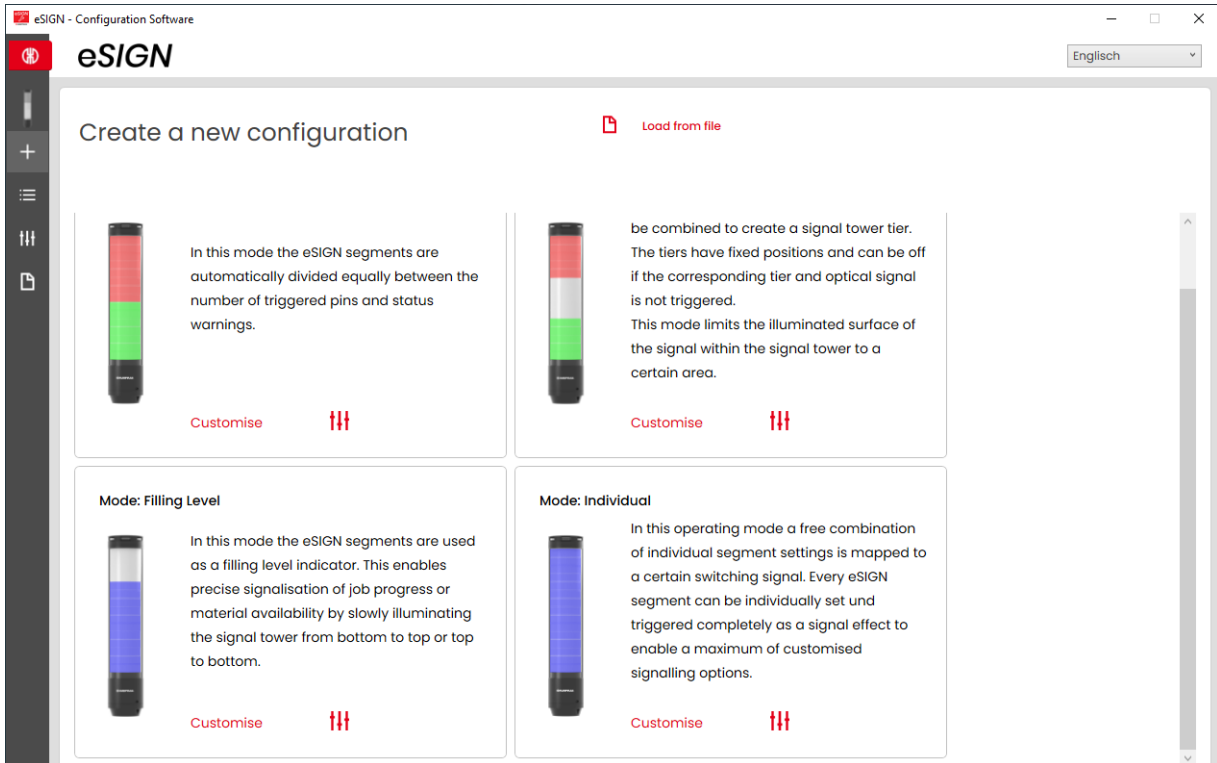 eSIGN - Configuration Software
eSIGN
Englisch
Create a new configuration
Load from file
In this mode the eSIGN segments are
automatically divided equally between the
number of triggered pins and status
warnings.
Customise
be combined to create a signal tower tier.
The tiers have fixed positions and can be off
if the corresponding tier and optical signal
is not triggered.
This mode limits the illuminated surface of
the signal within the signal tower to a
certain area.
Customise
Mode: Filling Level
In this mode the eSIGN segments are used
as a filling level indicator. This enables
precise signalisation of job progress or
material availability by slowly illuminating
the signal tower from bottom to top or top
to bottom.
Customise
Mode: Individual
In this operating mode a free combination
of individual segment settings is mapped to
a certain switching signal. Every eSIGN
segment can be individually set und
triggered completely as a signal effect to
enable a maximum of customised
signalling options.
Customise